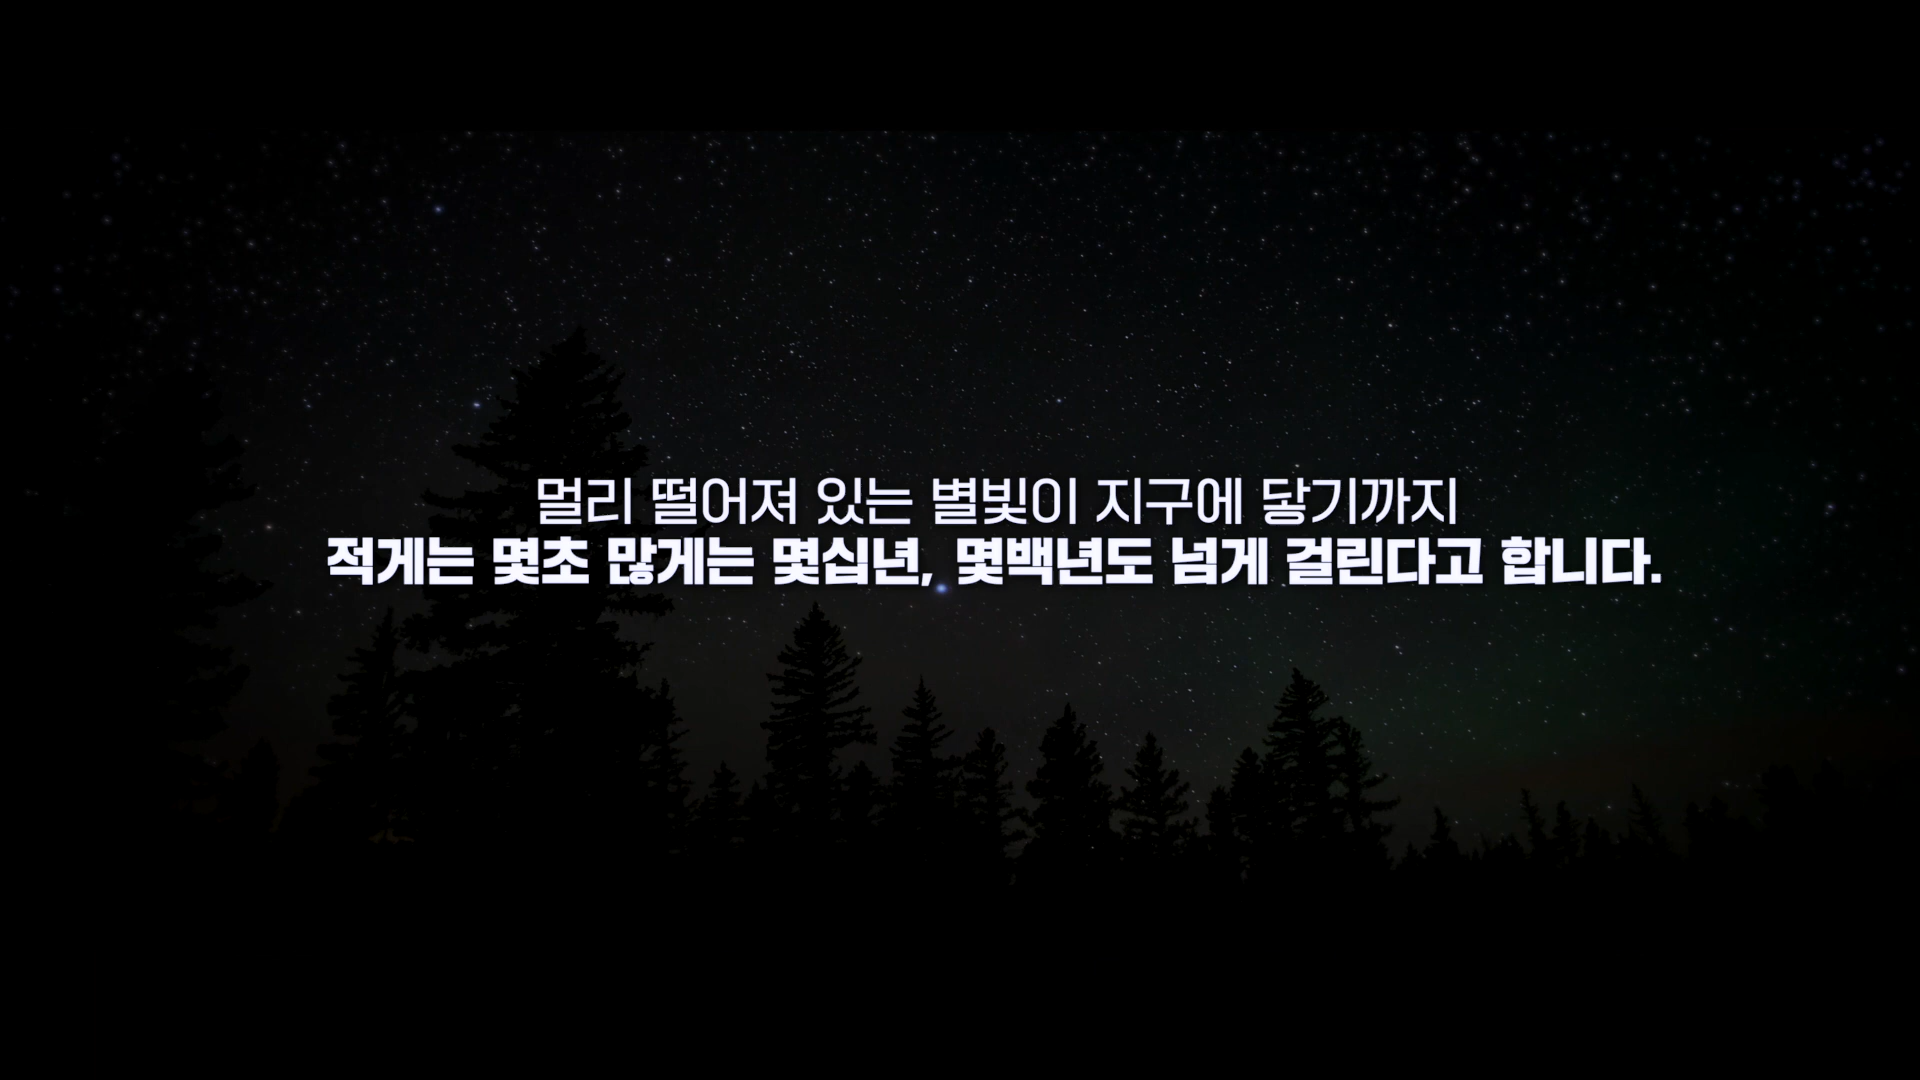 멀리 떨어져 있는 별빛이 지구에 닿기까지
적게는 몇초 많게는 몇십년, 몇백년도 넘게 걸린다고 합니다.